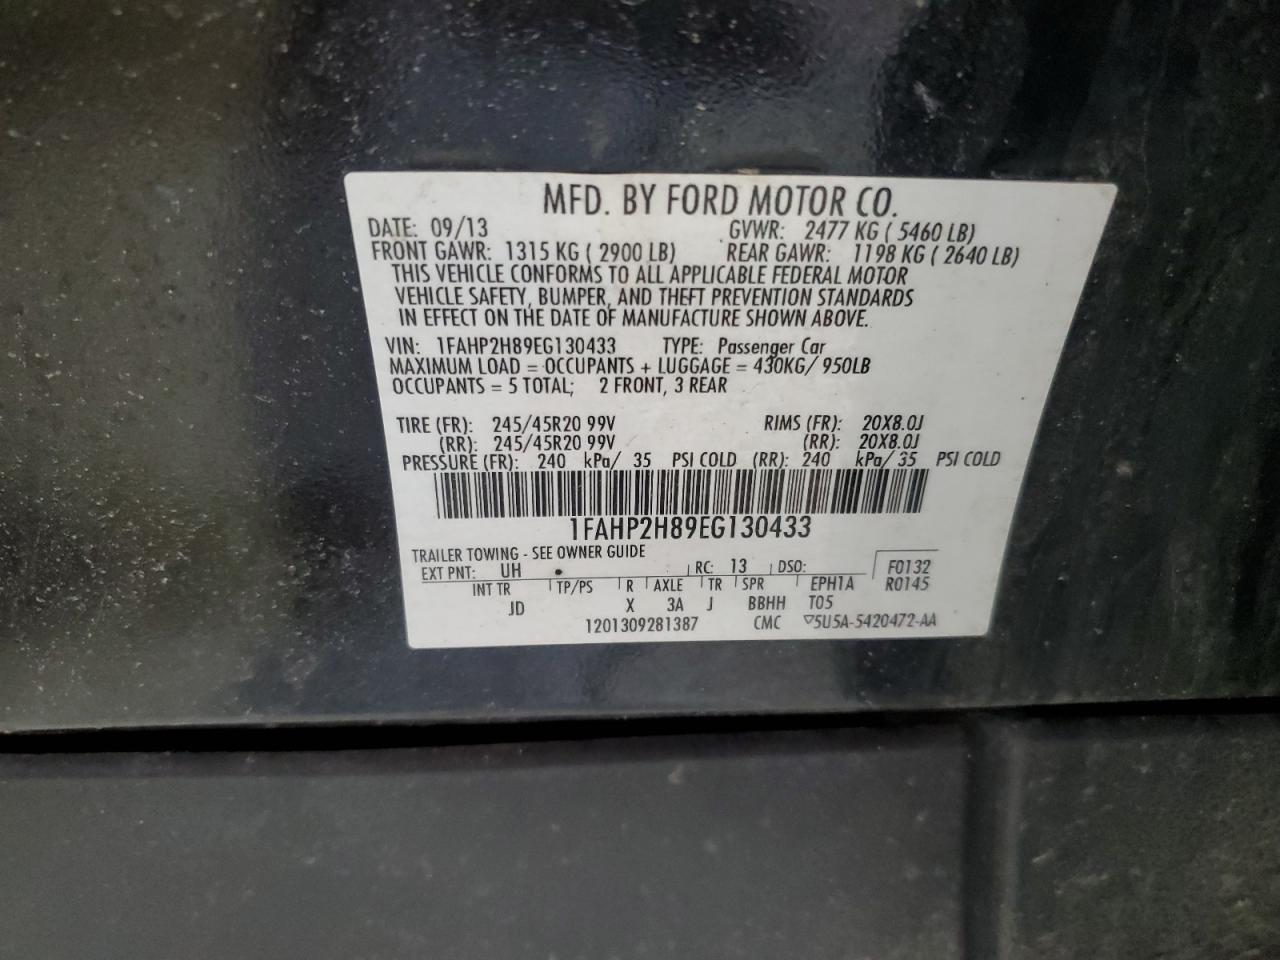 MFD. BY FORD MOTOR CO.
DATE: 09/13 GVWR: 2477 KG ( 5460 LB)
FRONT GAWR: 1315 KG ( 2900 LB) REAR GAWR: 1198 KG ( 2640 LB)
THIS VEHICLE CONFORMS TO ALL APPLICABLE FEDERAL MOTOR
VEHICLE SAFETY, BUMPER, AND THEFT PREVENTION STANDARDS
IN EFFECT ON THE DATE OF MANUFACTURE SHOWN ABOVE.
VIN: 1FAHP2H89EG130433 TYPE: Passenger Car
MAXIMUM LOAD = OCCUPANTS + LUGGAGE = 430KG/ 950LB
OCCUPANTS = 5 TOTAL; 2 FRONT, 3 REAR
TIRE (FR): 245/45R20 99V RIMS (FR): 20X8.0J
(RR): 245/45R20 99V (RR): 20X8.0J
PRESSURE (FR): 240 kPa/ 35 PSI COLD (RR): 240 kPa/ 35 PSI COLD
1FAHP2H89EG130433
TRAILER TOWING - SEE OWNER GUIDE
EXT PNT: UH RC: 13 DSO: F0132
INT TR TP/PS R AXLE TR SPR EPH1A R0145
JD X 3A J BBHH T05
1201309281387 CMC ▽5U5A-5420472-AA